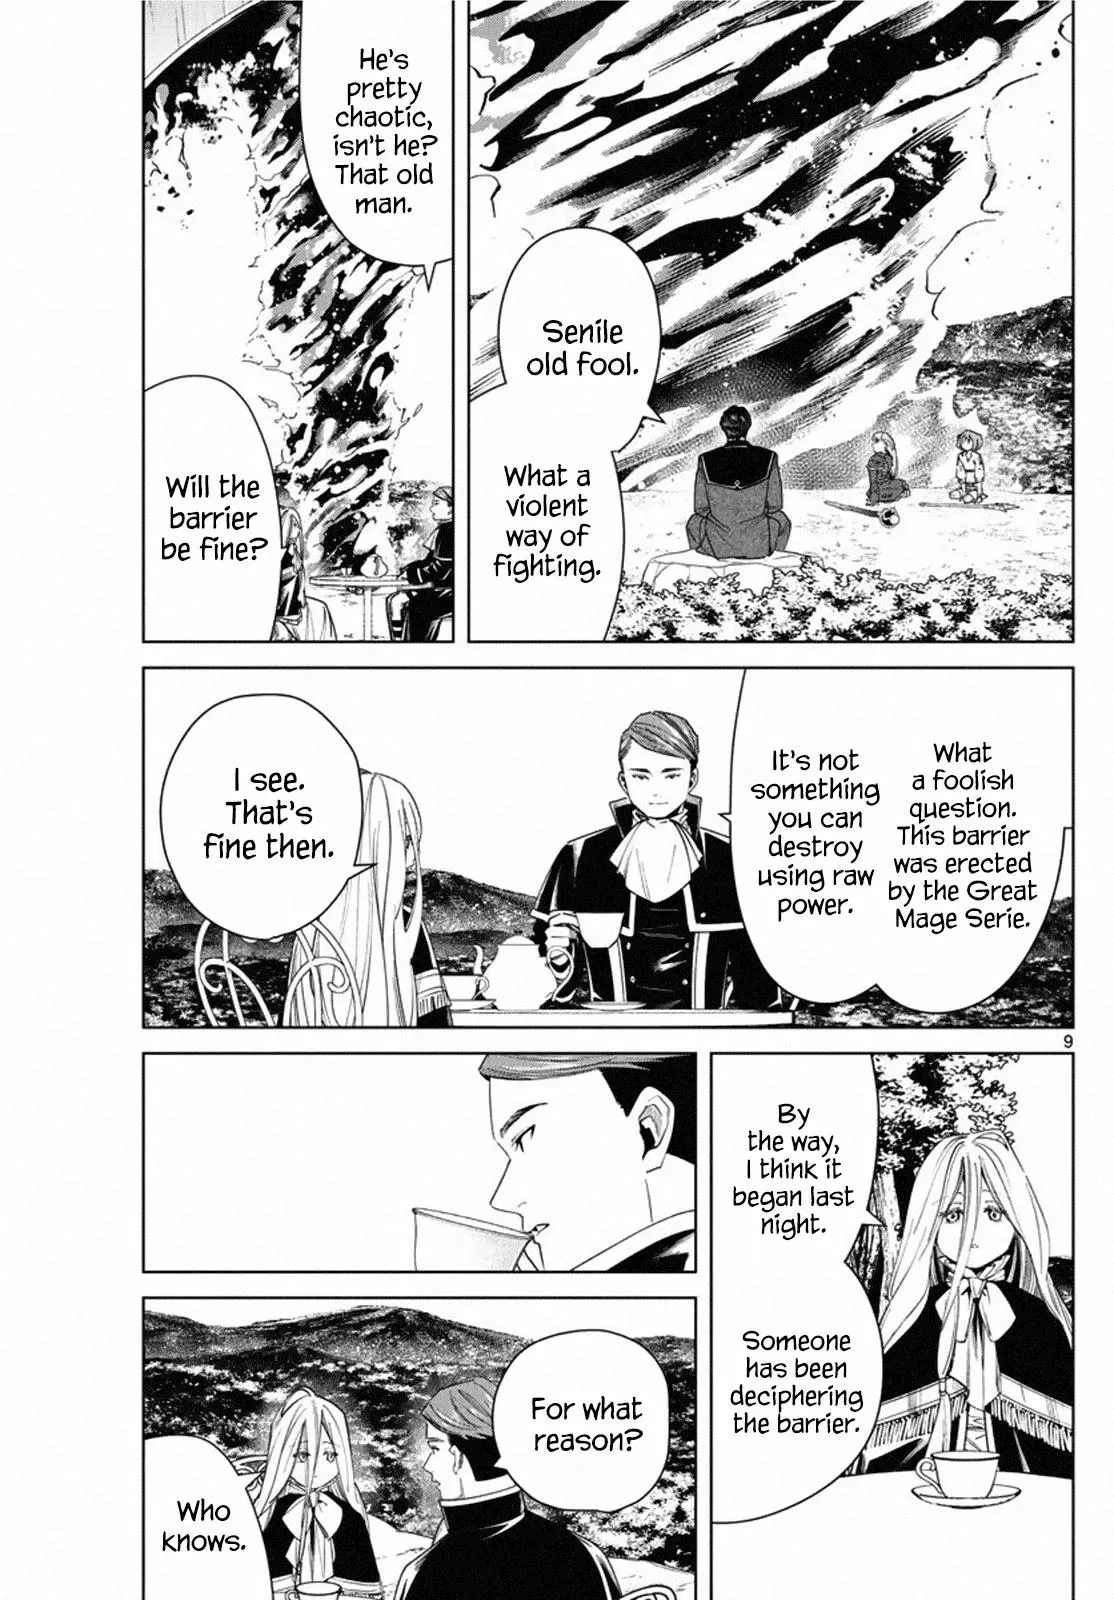 Senile
old fool.
What a
violent
way of
fighting.
He's
pretty
chaotic,
isn't he?
That old
man.
Will the
barrier
be fine?
What
a foolish
question.
This barrier
was erected
by the Great
Mage Serie.
It's not
something
you can
destroy
using raw
power.
I see.
That's
fine then.
9
By
the way,
I think it
began last
night.
Someone
has been
deciphering
the barrier.
For what
reason?
Who
knows.